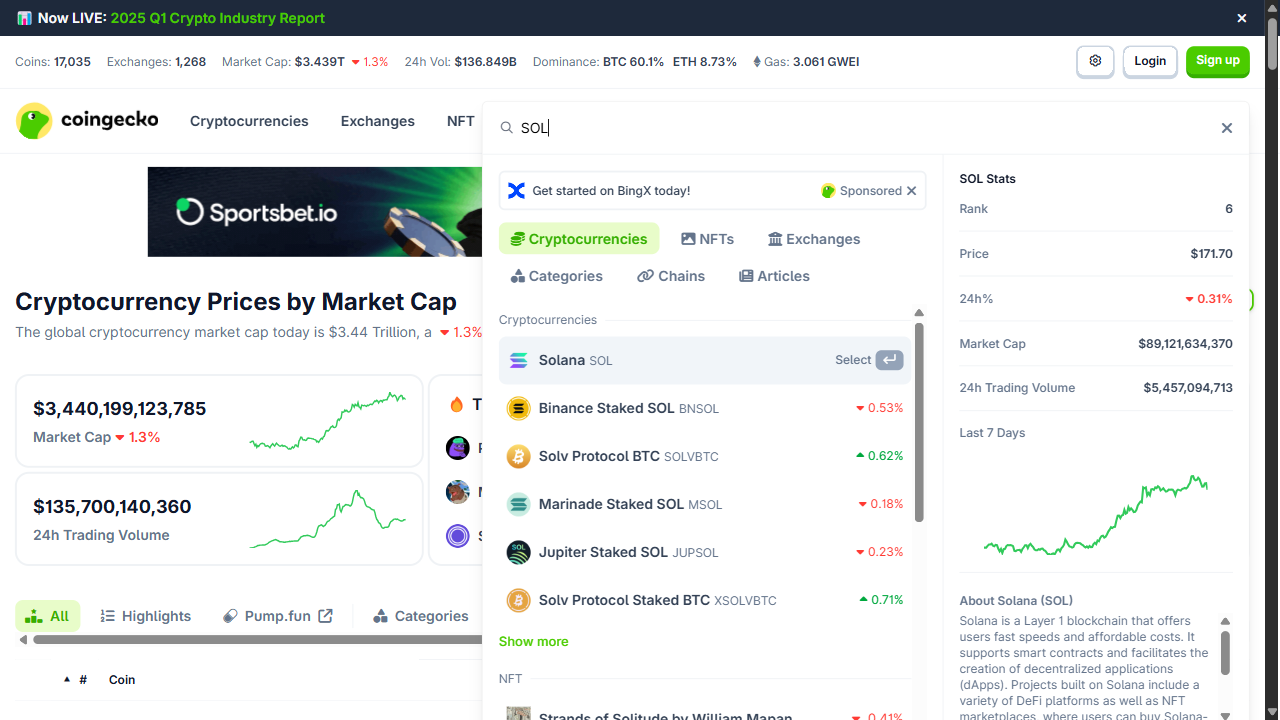 Now LIVE: 2025 Q1 Crypto Industry Report
Coins: 17,035 Exchanges: 1,268 Market Cap: $3.439T 1.3% 24h Vol: $136.849B Dominance: BTC 60.1% ETH 8.73% Gas: 3.061 GWEI
Login
Sign up
coingecko
Cryptocurrencies
Exchanges
NFT
SOL
Sportsbet.io
Get started on BingX today!
Sponsored
Cryptocurrencies
NFTs
Exchanges
Categories
Chains
Articles
Cryptocurrency Prices by Market Cap
The global cryptocurrency market cap today is $3.44 Trillion, a 1.3%
$3,440,199,123,785
Market Cap 1.3%
$135,700,140,360
24h Trading Volume
All
Highlights
Pump.fun
Categories
# Coin
Cryptocurrencies
Solana SOL Select
Binance Staked SOL BNSOL 0.53%
Solv Protocol BTC SOLVBTC 0.62%
Marinade Staked SOL MSOL 0.18%
Jupiter Staked SOL JUPSOL 0.23%
Solv Protocol Staked BTC XSOLVBTC 0.71%
Show more
NFT
Strands of Solitude by William Mapan 0.41%
SOL Stats
Rank 6
Price $171.70
24h% 0.31%
Market Cap $89,121,634,370
24h Trading Volume $5,457,094,713
Last 7 Days
About Solana (SOL)
Solana is a Layer 1 blockchain that offers
users fast speeds and affordable costs. It
supports smart contracts and facilitates the
creation of decentralized applications
(dApps). Projects built on Solana include a
variety of DeFi platforms as well as NFT
marketplaces, where users can buy Solana-